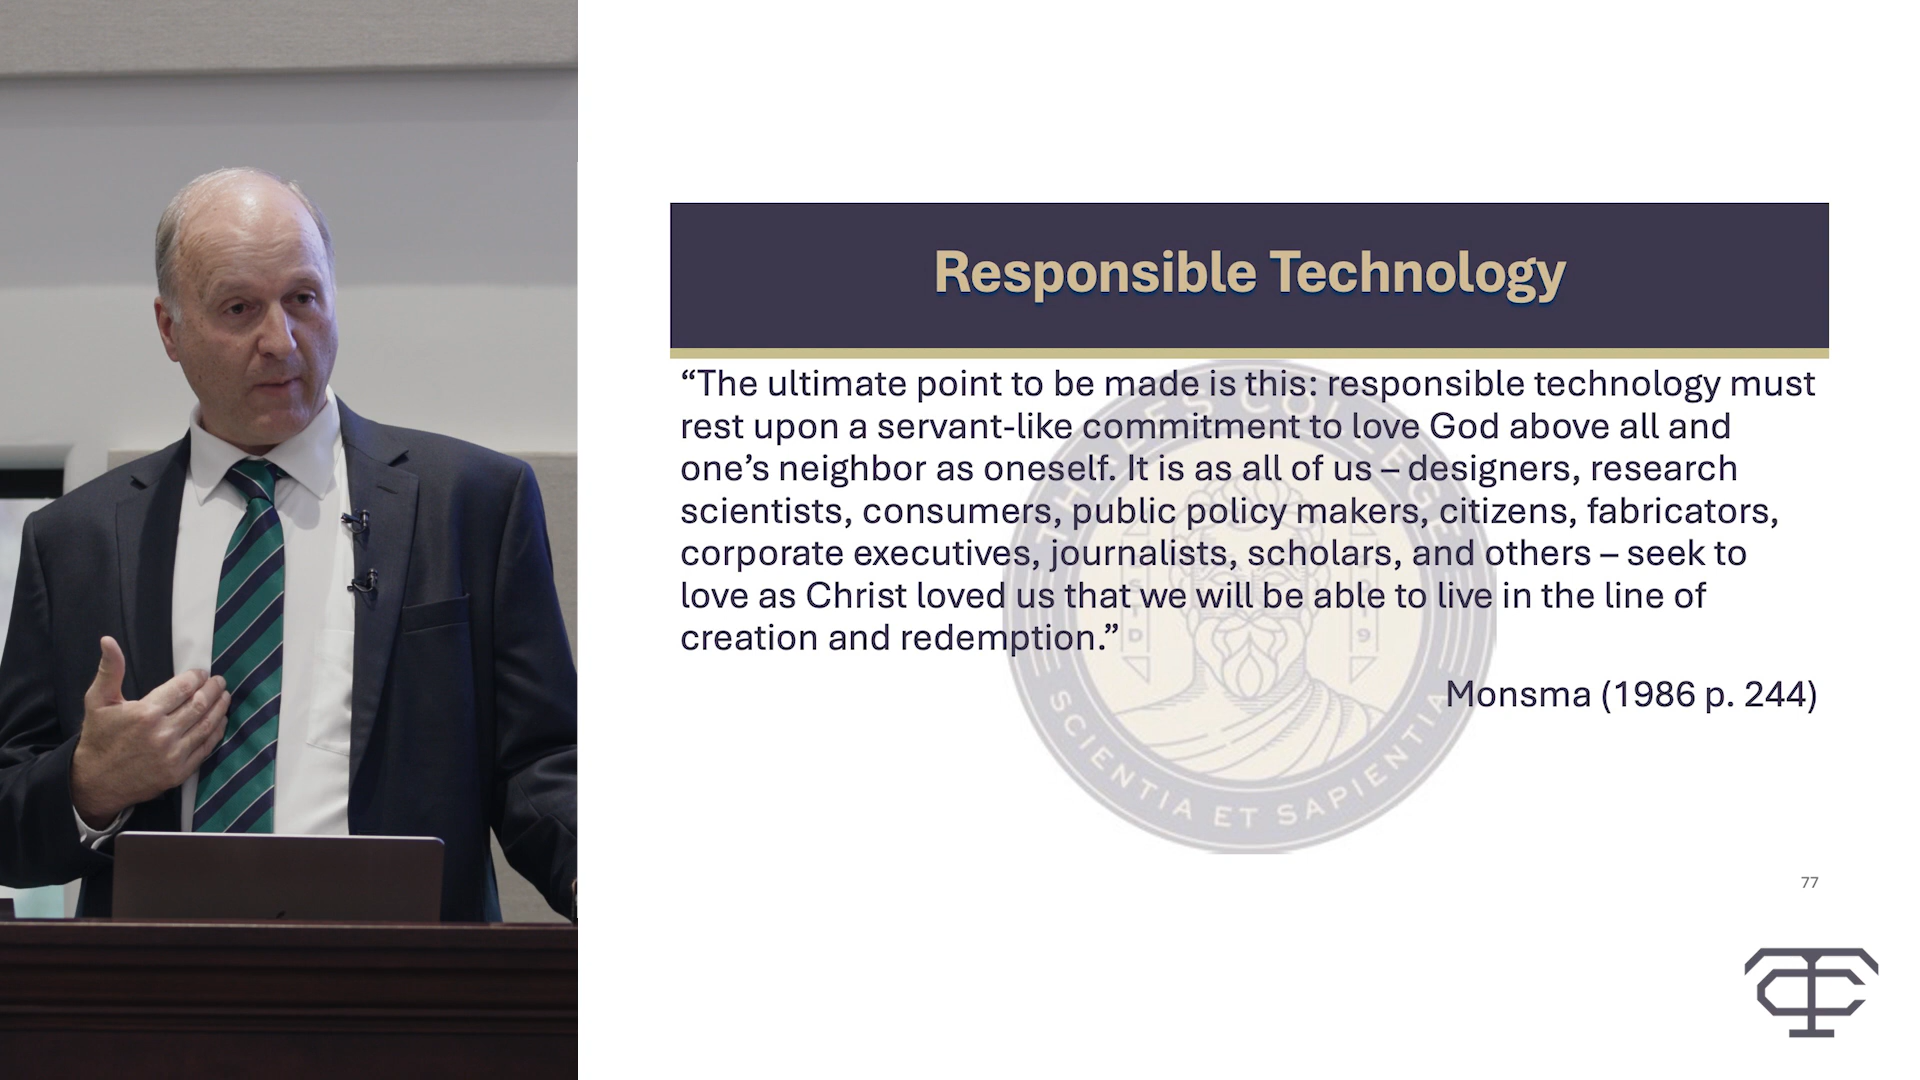 Responsible Technology
“The ultimate point to be made is this: responsible technology must
rest upon a servant-like commitment to love God above all and
one’s neighbor as oneself. It is as all of us – designers, research
scientists, consumers, public policy makers, citizens, fabricators,
corporate executives, journalists, scholars, and others – seek to
love as Christ loved us that we will be able to live in the line of
creation and redemption.”
Monsma (1986 p. 244)
THALES COLLEGE
SCIENTIA ET SAPIENTIA
77